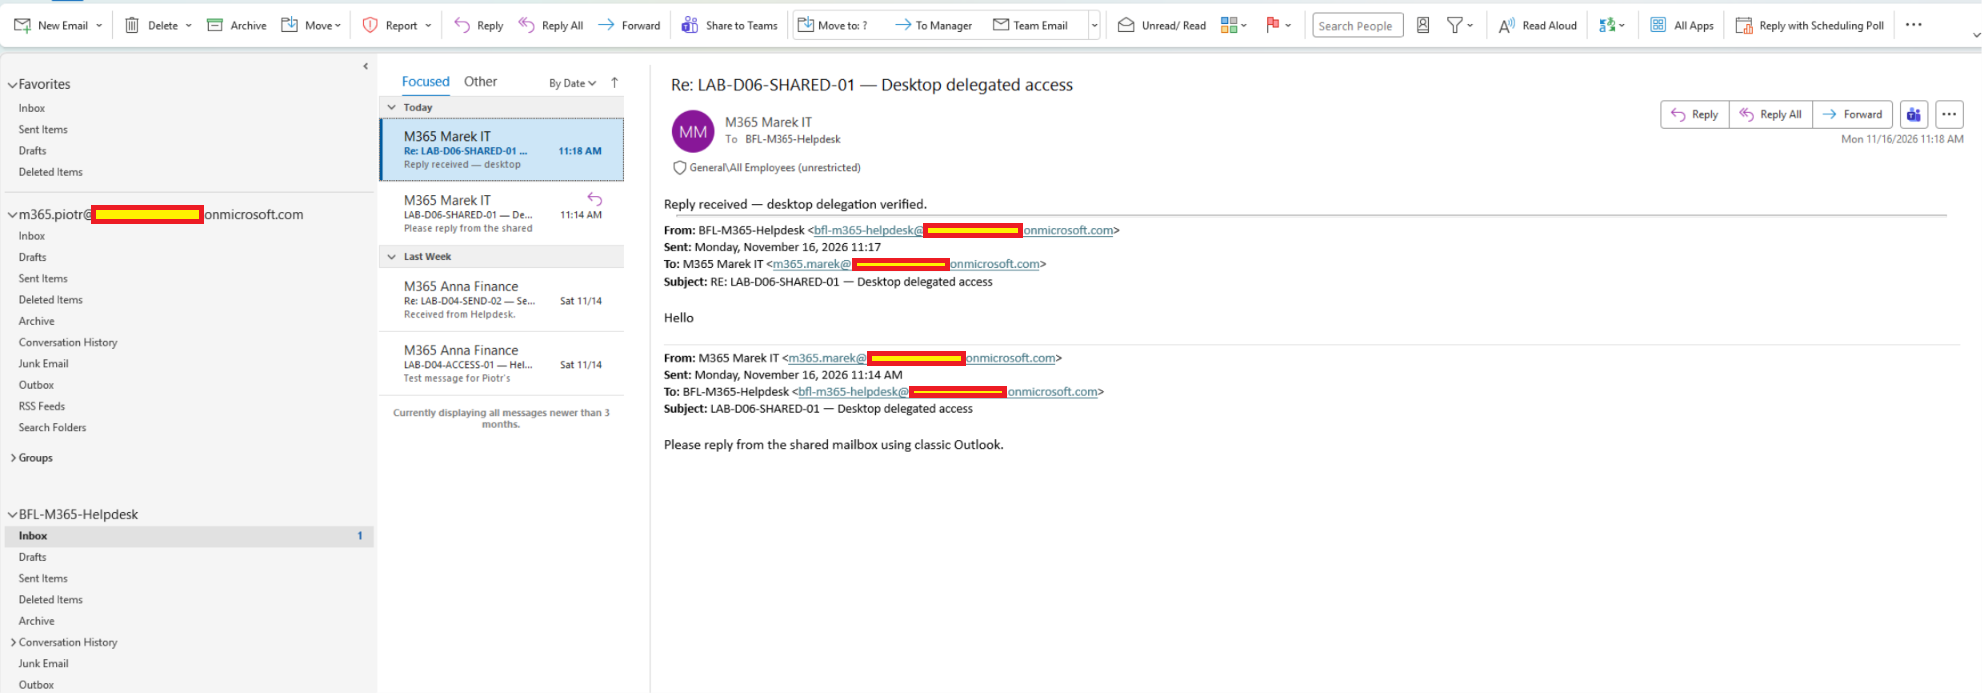 New Email Delete Archive Move Report Reply Reply All Forward Share to Teams Move to: ? To Manager Team Email Unread/ Read Search People Read Aloud All Apps Reply with Scheduling Poll ...
Favorites
Inbox
Sent Items
Drafts
Deleted Items
m365.piotr@ onmicrosoft.com
Inbox
Drafts
Sent Items
Deleted Items
Archive
Conversation History
Junk Email
Outbox
RSS Feeds
Search Folders
Groups
BFL-M365-Helpdesk
Inbox 1
Drafts
Sent Items
Deleted Items
Archive
Conversation History
Junk Email
Outbox
Focused Other By Date
Today
M365 Marek IT
Re: LAB-D06-SHARED-01 ... 11:18 AM
Reply received — desktop
M365 Marek IT
LAB-D06-SHARED-01 — De... 11:14 AM
Please reply from the shared
Last Week
M365 Anna Finance
Re: LAB-D04-SEND-02 — Se... Sat 11/14
Received from Helpdesk.
M365 Anna Finance
LAB-D04-ACCESS-01 — Hel... Sat 11/14
Test message for Piotr's
Currently displaying all messages newer than 3
months.
Re: LAB-D06-SHARED-01 — Desktop delegated access
MM
M365 Marek IT
To BFL-M365-Helpdesk
Reply Reply All Forward ...
Mon 11/16/2026 11:18 AM
General\All Employees (unrestricted)
Reply received — desktop delegation verified.
From: BFL-M365-Helpdesk <bfl-m365-helpdesk@ onmicrosoft.com>
Sent: Monday, November 16, 2026 11:17
To: M365 Marek IT <m365.marek@ onmicrosoft.com>
Subject: RE: LAB-D06-SHARED-01 — Desktop delegated access
Hello
From: M365 Marek IT <m365.marek@ onmicrosoft.com>
Sent: Monday, November 16, 2026 11:14 AM
To: BFL-M365-Helpdesk <bfl-m365-helpdesk@ onmicrosoft.com>
Subject: LAB-D06-SHARED-01 — Desktop delegated access
Please reply from the shared mailbox using classic Outlook.